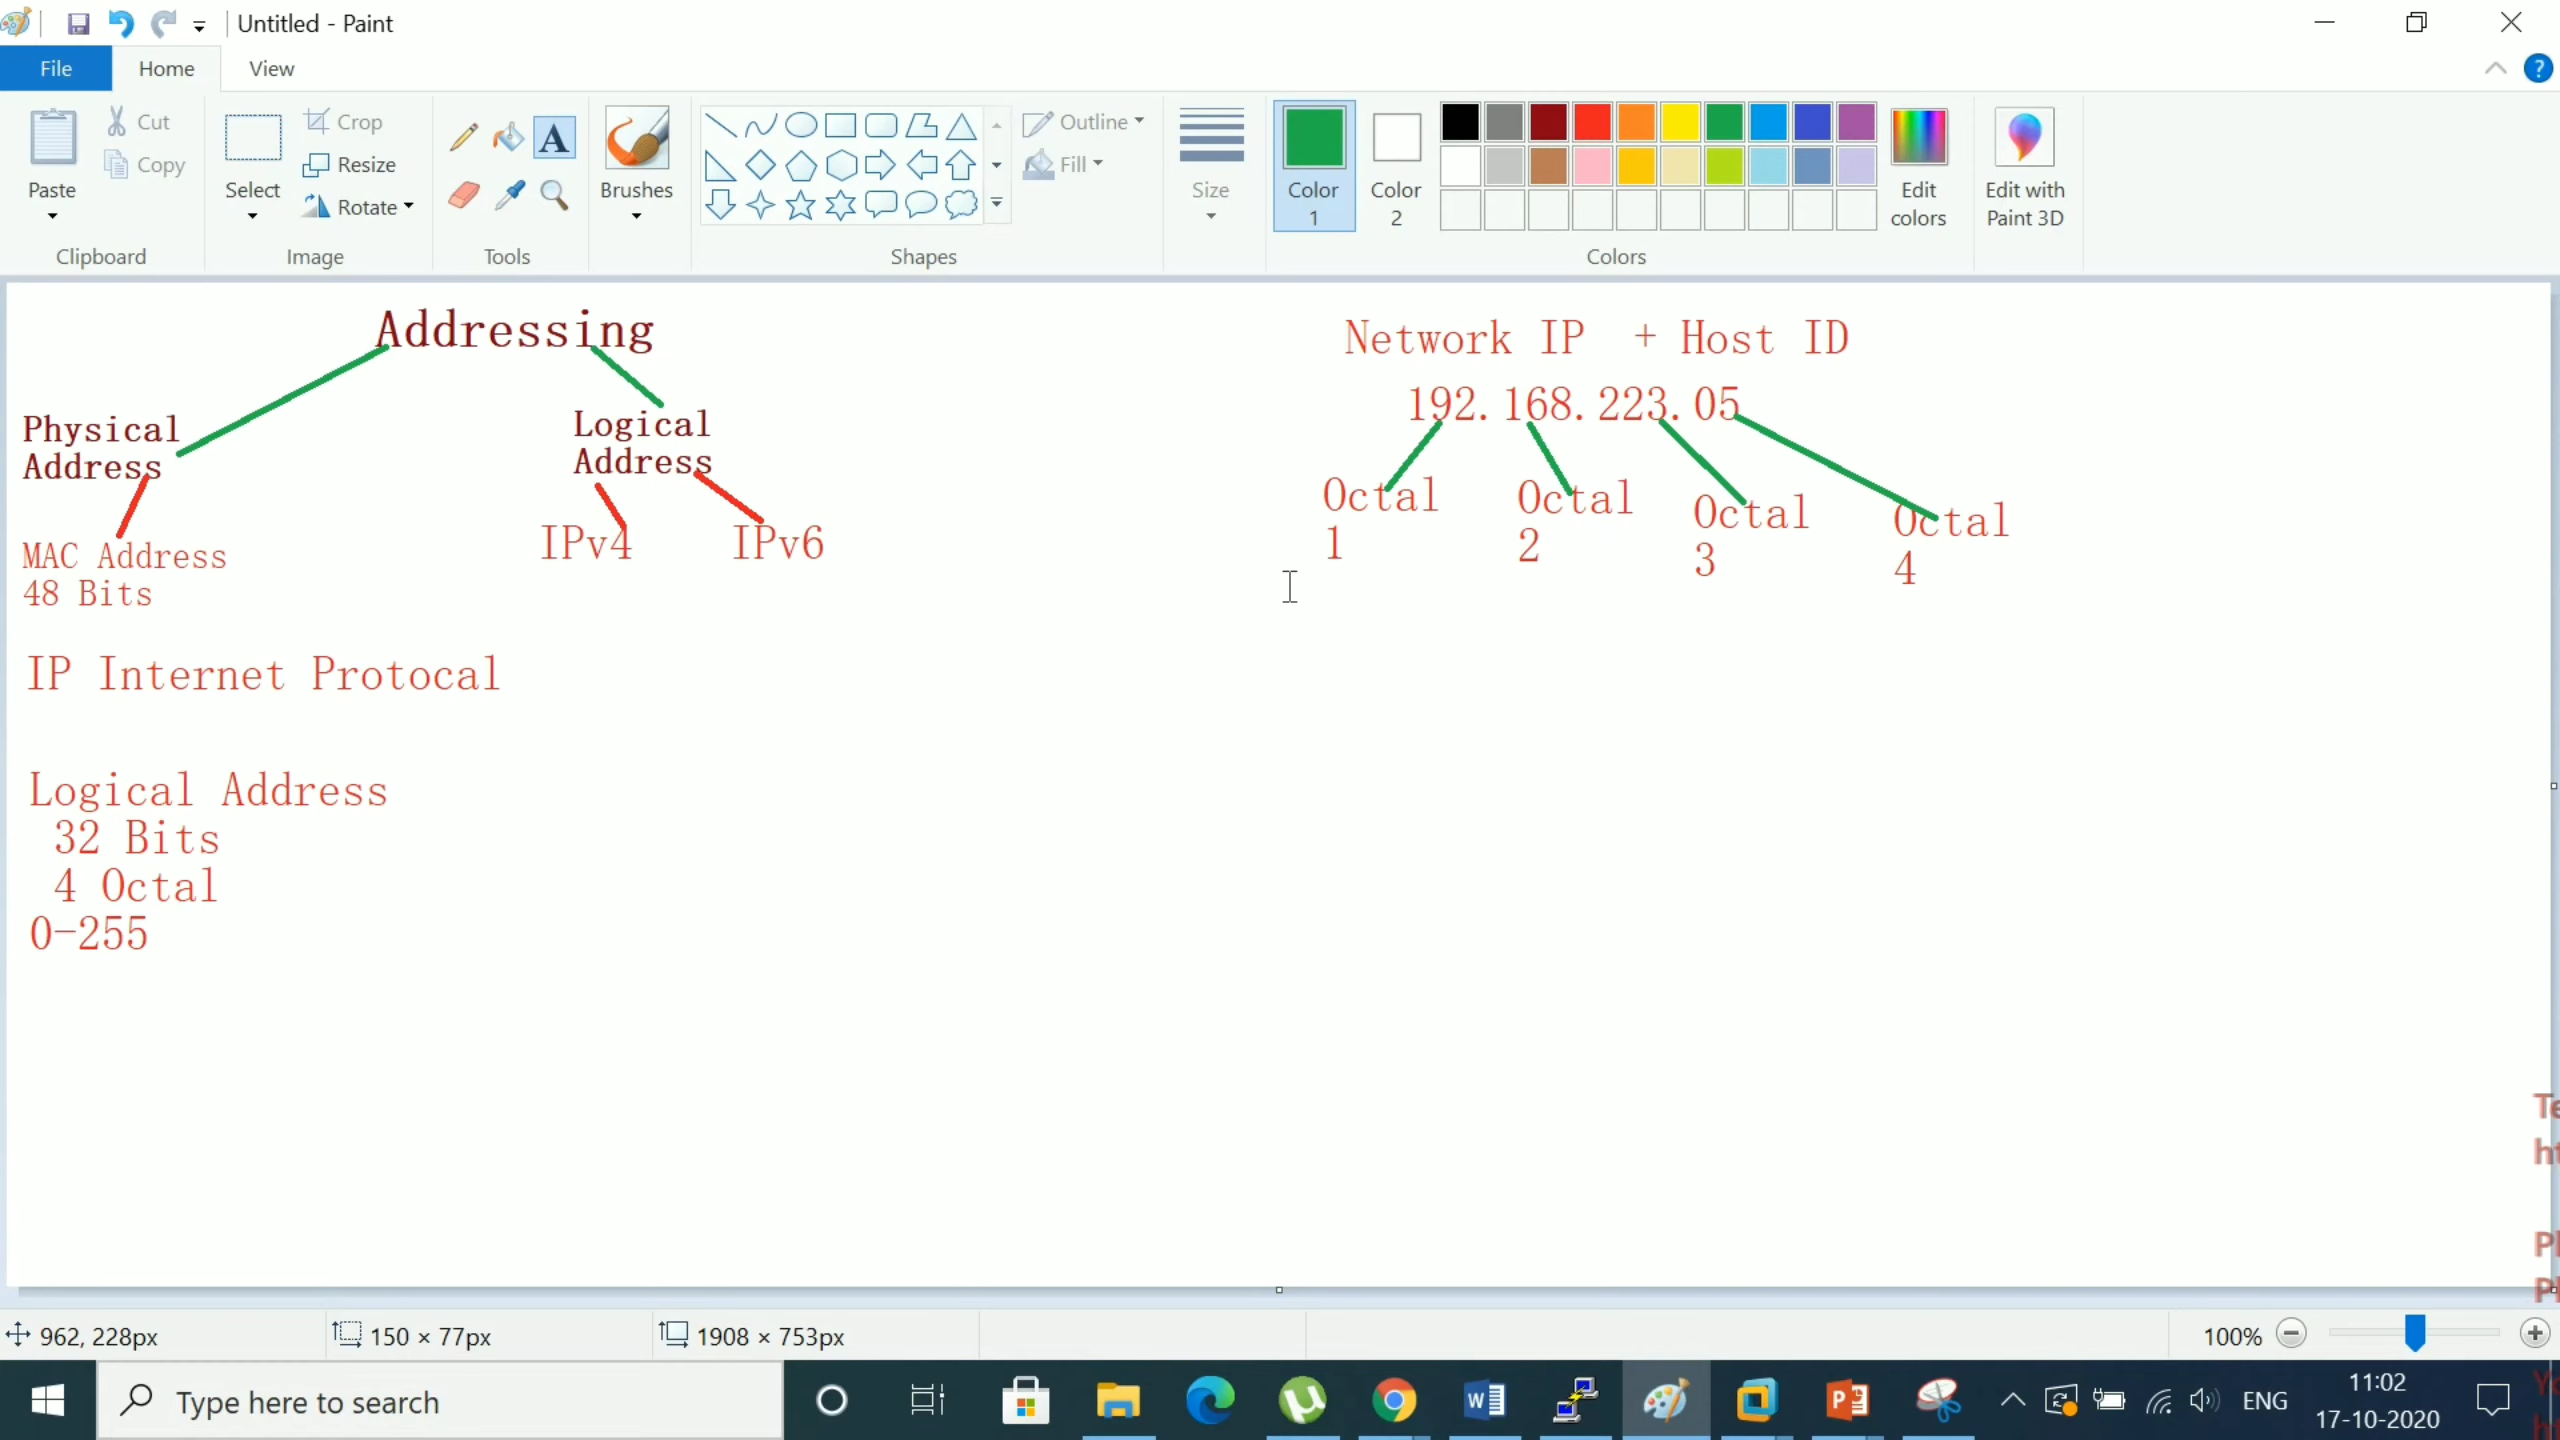 Untitled - Paint
File Home View
Paste
Cut
Copy
Clipboard
Select
Crop
Resize
Rotate
Image
Tools
Brushes
Shapes
Outline
Fill
Size
Color
1
Color
2
Colors
Edit
colors
Edit with
Paint 3D
Addressing
Physical
Address
Logical
Address
MAC Address
48 Bits
IPv4
IPv6
IP Internet Protocal
Logical Address
32 Bits
4 Octal
0-255
Network IP + Host ID
192.168.223.05
Octal
1
Octal
2
Octal
3
Octal
4
962, 228px
150 × 77px
1908 × 753px
100%
Type here to search
ENG
11:02
17-10-2020